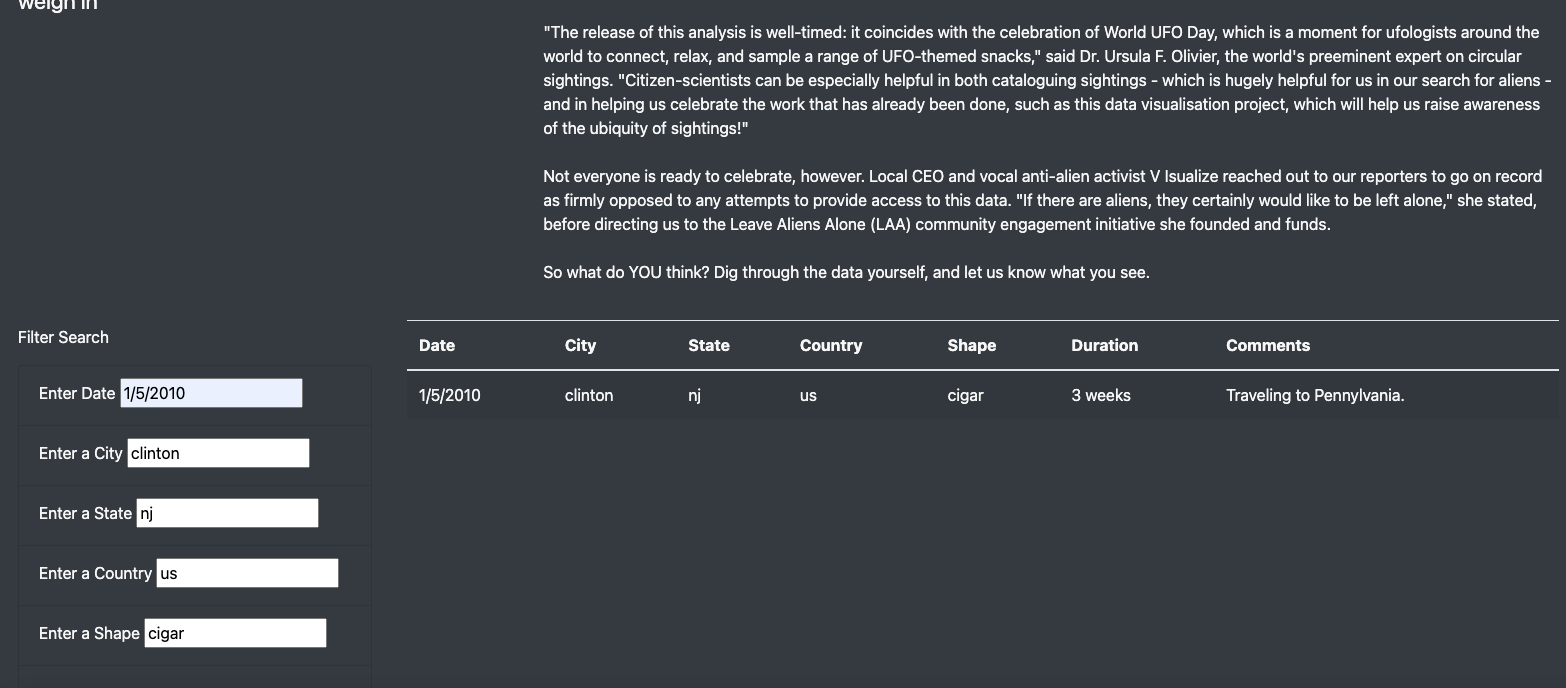 weigh in
"The release of this analysis is well-timed: it coincides with the celebration of World UFO Day, which is a moment for ufologists around the
world to connect, relax, and sample a range of UFO-themed snacks," said Dr. Ursula F. Olivier, the world's preeminent expert on circular
sightings. "Citizen-scientists can be especially helpful in both cataloguing sightings - which is hugely helpful for us in our search for aliens -
and in helping us celebrate the work that has already been done, such as this data visualisation project, which will help us raise awareness
of the ubiquity of sightings!"
Not everyone is ready to celebrate, however. Local CEO and vocal anti-alien activist V Isualize reached out to our reporters to go on record
as firmly opposed to any attempts to provide access to this data. "If there are aliens, they certainly would like to be left alone," she stated,
before directing us to the Leave Aliens Alone (LAA) community engagement initiative she founded and funds.
So what do YOU think? Dig through the data yourself, and let us know what you see.
Filter Search
Enter Date 1/5/2010
Enter a City clinton
Enter a State nj
Enter a Country us
Enter a Shape cigar
Date City State Country Shape Duration Comments
1/5/2010 clinton nj us cigar 3 weeks Traveling to Pennylvania.